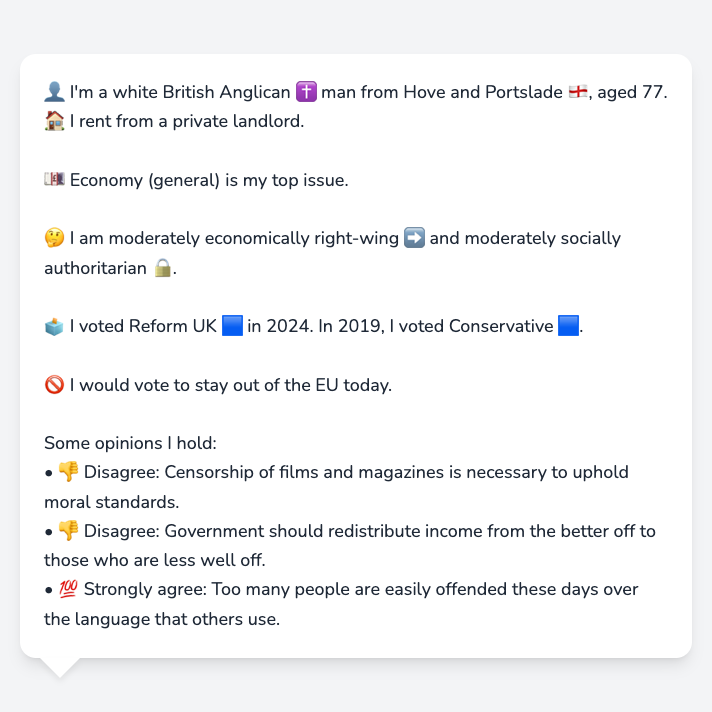 👤 I'm a white British Anglican ✝️ man from Hove and Portslade 🏴󠁧󠁢󠁥󠁮󠁧󠁿, aged 77.
🏠 I rent from a private landlord.
💷 Economy (general) is my top issue.
🤔 I am moderately economically right-wing ➡️ and moderately socially
authoritarian 🔒.
🗳️ I voted Reform UK 🟦 in 2024. In 2019, I voted Conservative 🟦.
🚫 I would vote to stay out of the EU today.
Some opinions I hold:
• 👎 Disagree: Censorship of films and magazines is necessary to uphold
moral standards.
• 👎 Disagree: Government should redistribute income from the better off to
those who are less well off.
• 💯 Strongly agree: Too many people are easily offended these days over
the language that others use.